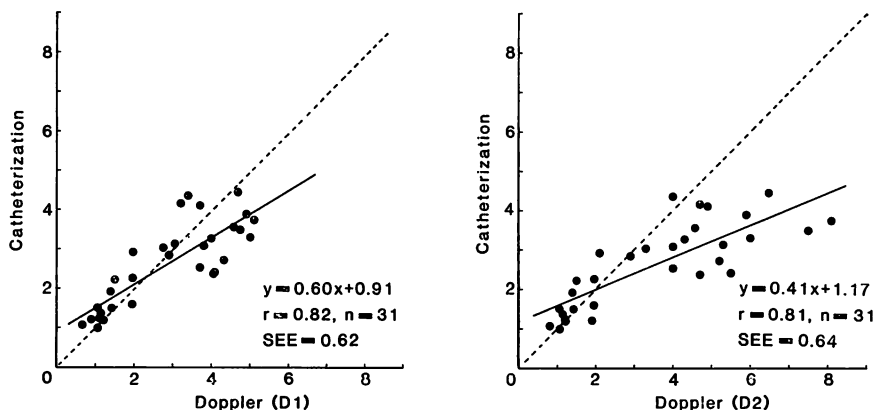 8
6
4
2
0
Catheterization
y = 0.60x+0.91
r = 0.82, n = 31
SEE = 0.62
0 2 4 6 8
Doppler (D1)
8
6
4
2
0
Catheterization
y = 0.41x+1.17
r = 0.81, n = 31
SEE = 0.64
0 2 4 6 8
Doppler (D2)